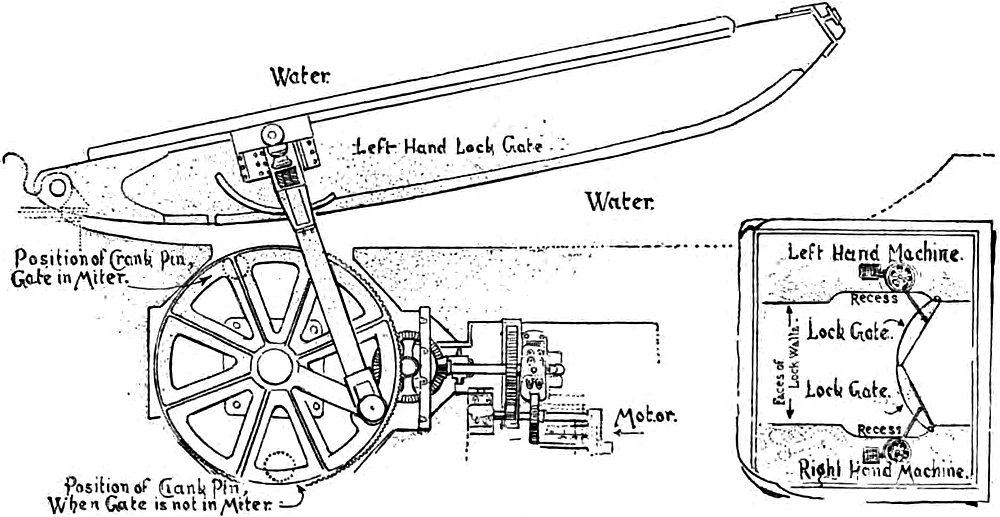 Water.
Left Hand Lock Gate
Water.
Position of Crank Pin,
Gate in Miter.
Motor.
Position of Crank Pin,
When Gate is not in Miter.
Left Hand Machine.
Recess
Lock Gate.
Faces of
Lock Walls.
Lock Gate.
Recess
Right Hand Machine.